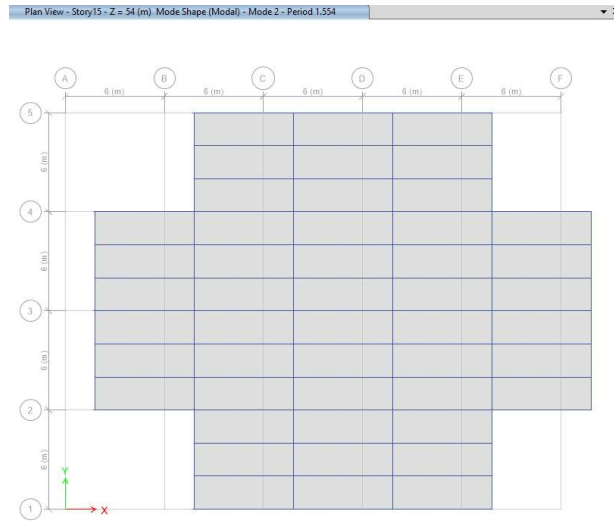 Plan View - Story15 - Z = 54 (m) Mode Shape (Modal) - Mode 2 - Period 1.554
A B C D E F
6 (m) 6 (m) 6 (m) 6 (m) 6 (m)
5
6 (m)
4
6 (m)
3
6 (m)
2
6 (m)
Y
1
X